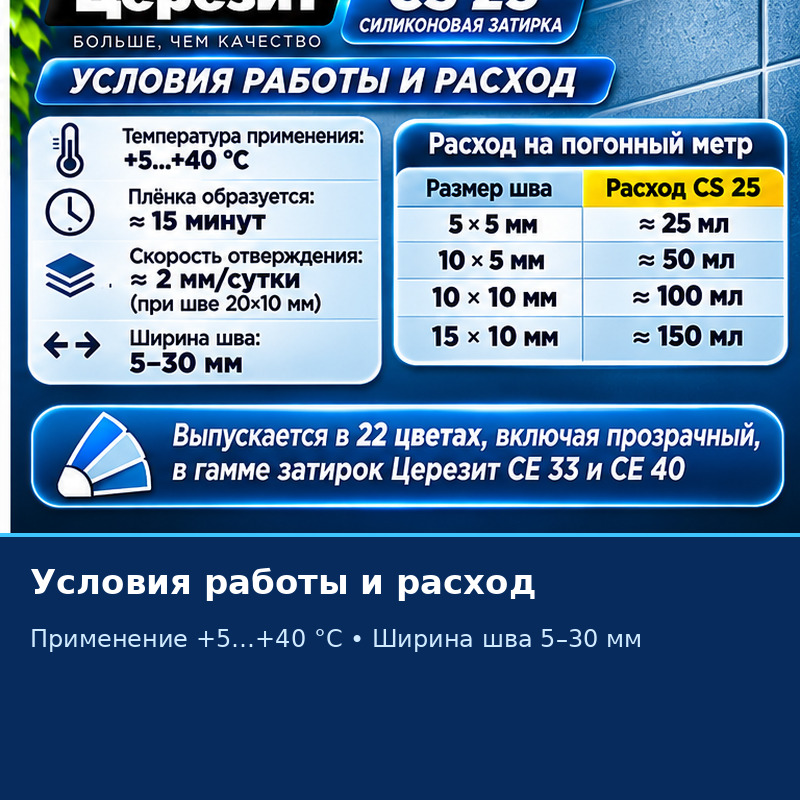 Церезит
CS 25
СИЛИКОНОВАЯ ЗАТИРКА
БОЛЬШЕ, ЧЕМ КАЧЕСТВО
УСЛОВИЯ РАБОТЫ И РАСХОД
Температура применения:
+5...+40 °C
Плёнка образуется:
≈ 15 минут
Скорость отверждения:
≈ 2 мм/сутки
(при шве 20×10 мм)
Ширина шва:
5–30 мм
Расход на погонный метр
Размер шва Расход CS 25
5 × 5 мм ≈ 25 мл
10 × 5 мм ≈ 50 мл
10 × 10 мм ≈ 100 мл
15 × 10 мм ≈ 150 мл
Выпускается в 22 цветах, включая прозрачный,
в гамме затирок Церезит CE 33 и CE 40
Условия работы и расход
Применение +5...+40 °C • Ширина шва 5–30 мм